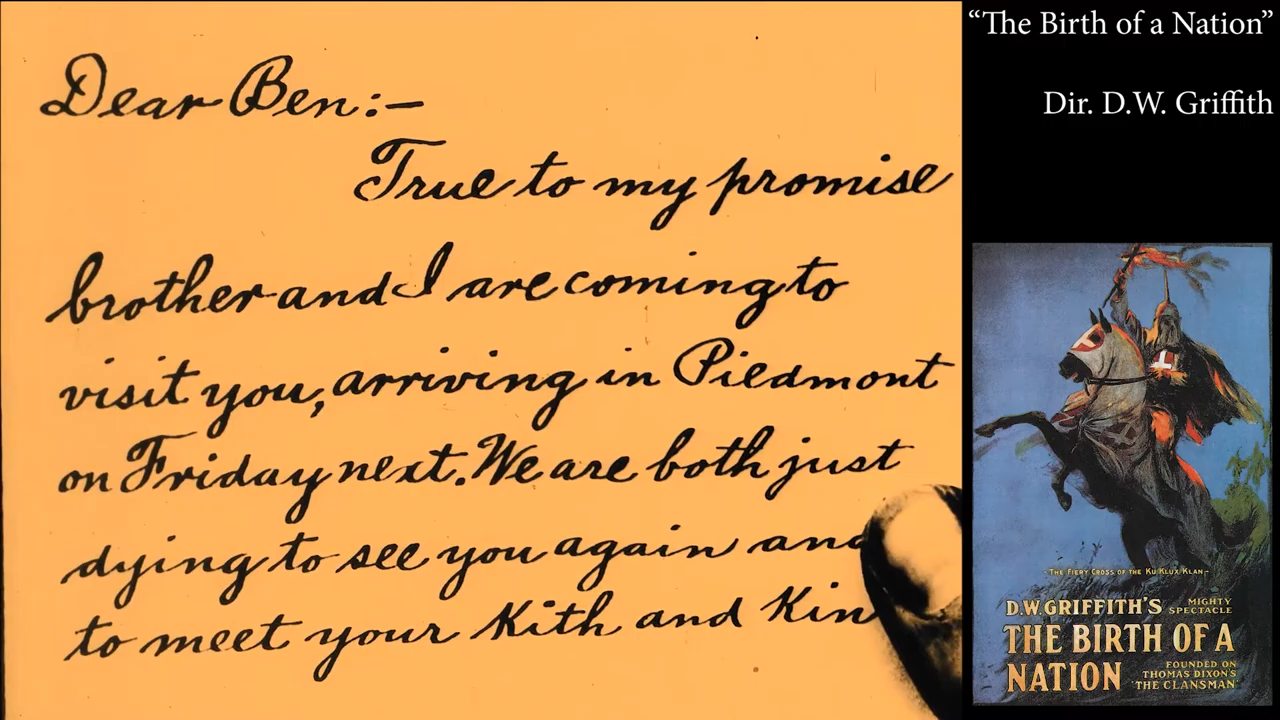 Dear Ben:—
True to my promise
brother and I are coming to
visit you, arriving in Piedmont
on Friday next. We are both just
dying to see you again and
to meet your Kith and Kin
“The Birth of a Nation”
Dir. D.W. Griffith
“THE FIERY CROSS OF THE KU KLUX KLAN”
D.W. GRIFFITH'S MIGHTY SPECTACLE
THE BIRTH OF A
NATION
FOUNDED ON
THOMAS DIXON'S
"THE CLANSMAN"